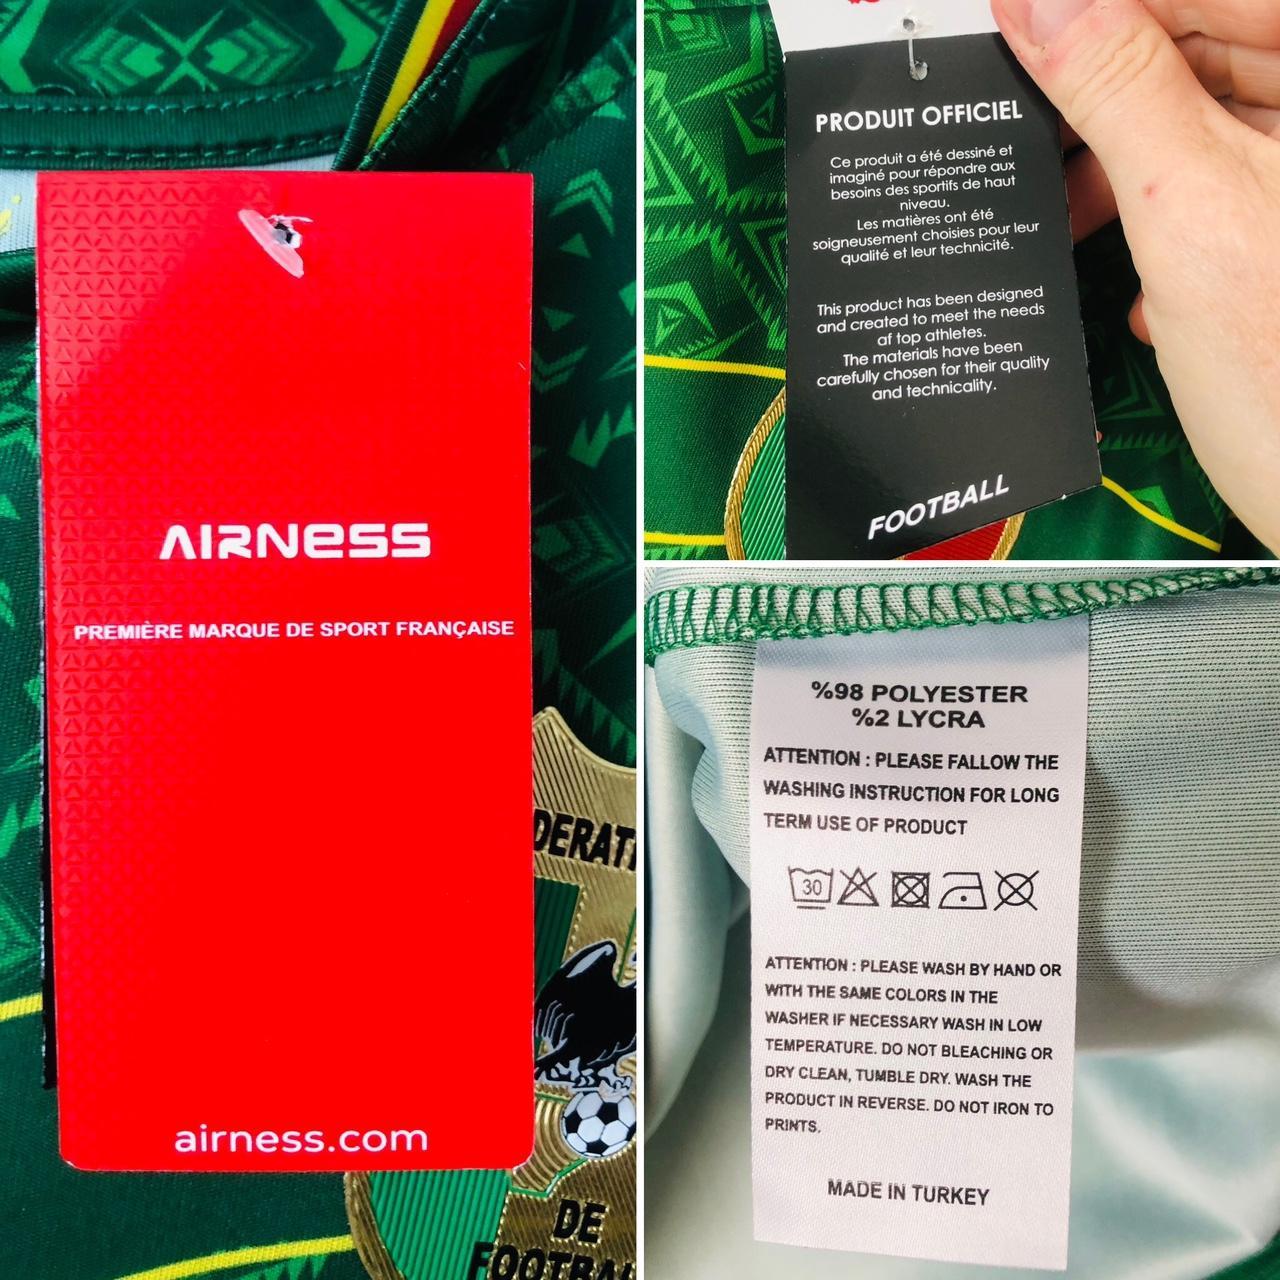 AIRNESS
PREMIÈRE MARQUE DE SPORT FRANÇAISE
airness.com
DE
PRODUIT OFFICIEL
Ce produit a été dessiné et
imaginé pour répondre aux
besoins des sportifs de haut
niveau.
Les matières ont été
soigneusement choisies pour leur
qualité et leur technicité.
This product has been designed
and created to meet the needs
af top athletes.
The materials have been
carefully chosen for their quality
and technicality.
FOOTBALL
%98 POLYESTER
%2 LYCRA
ATTENTION : PLEASE FALLOW THE
WASHING INSTRUCTION FOR LONG
TERM USE OF PRODUCT
30
ATTENTION : PLEASE WASH BY HAND OR
WITH THE SAME COLORS IN THE
WASHER IF NECESSARY WASH IN LOW
TEMPERATURE. DO NOT BLEACHING OR
DRY CLEAN, TUMBLE DRY. WASH THE
PRODUCT IN REVERSE. DO NOT IRON TO
PRINTS.
MADE IN TURKEY